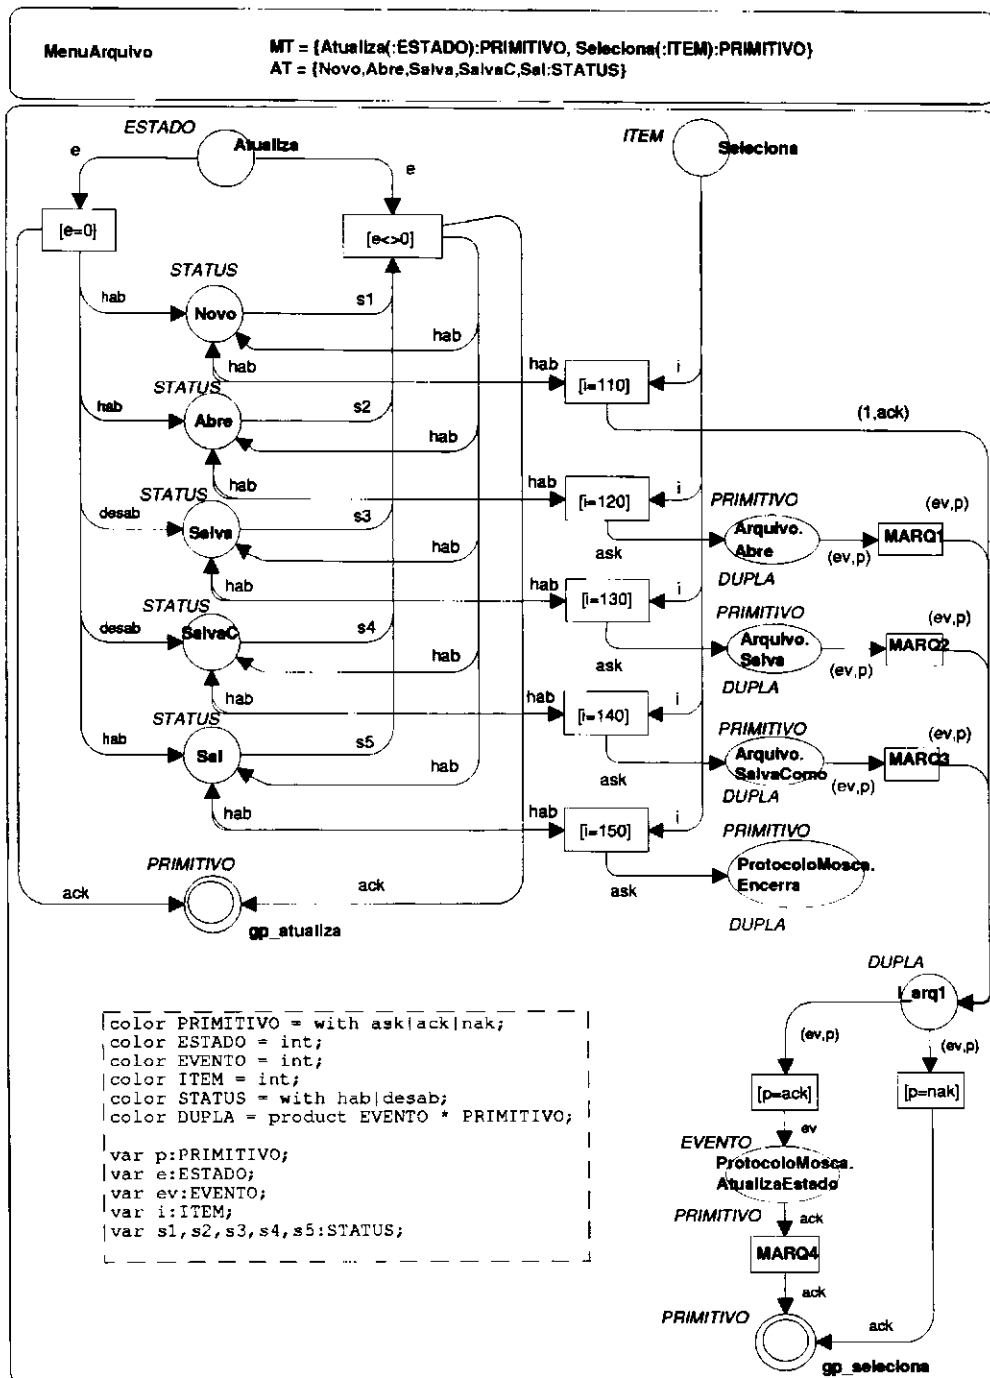 MenuArquivo
MT = {Atualiza(:ESTADO):PRIMITIVO, Seleciona(:ITEM):PRIMITIVO}
AT = {Novo,Abre,Salva,SalvaC,Sai:STATUS}
ESTADO
Atualiza
ITEM
Seleciona
e
e
[e=0}
[e<>0]
STATUS
hab
Novo
s1
hab
hab
hab
[i=110]
i
STATUS
hab
Abre
s2
hab
(1,ack)
hab
hab
[i=120]
i
STATUS
desab
Salva
s3
hab
ask
PRIMITIVO
Arquivo.
Abre
DUPLA
(ev,p)
MARQ1
(ev,p)
hab
hab
[i=130]
i
STATUS
desab
SalvaC
s4
hab
ask
PRIMITIVO
Arquivo.
Salva
DUPLA
(ev,p)
MARQ2
(ev,p)
hab
hab
[i=140]
i
STATUS
hab
Sai
s5
hab
ask
PRIMITIVO
Arquivo.
SalvaComo
DUPLA
(ev,p)
MARQ3
(ev,p)
hab
hab
[i=150]
i
ask
PRIMITIVO
ProtocoloMosca.
Encerra
DUPLA
PRIMITIVO
ack
ack
gp_atualiza
DUPLA
l_arq1
(ev,p)
(ev,p)
[p=ack]
[p=nak]
ev
EVENTO
ProtocoloMosca.
AtualizaEstado
PRIMITIVO
ack
MARQ4
ack
PRIMITIVO
ack
gp_seleciona
color PRIMITIVO = with ask|ack|nak;
color ESTADO = int;
color EVENTO = int;
color ITEM = int;
color STATUS = with hab|desab;
color DUPLA = product EVENTO * PRIMITIVO;
var p:PRIMITIVO;
var e:ESTADO;
var ev:EVENTO;
var i:ITEM;
var s1,s2,s3,s4,s5:STATUS;